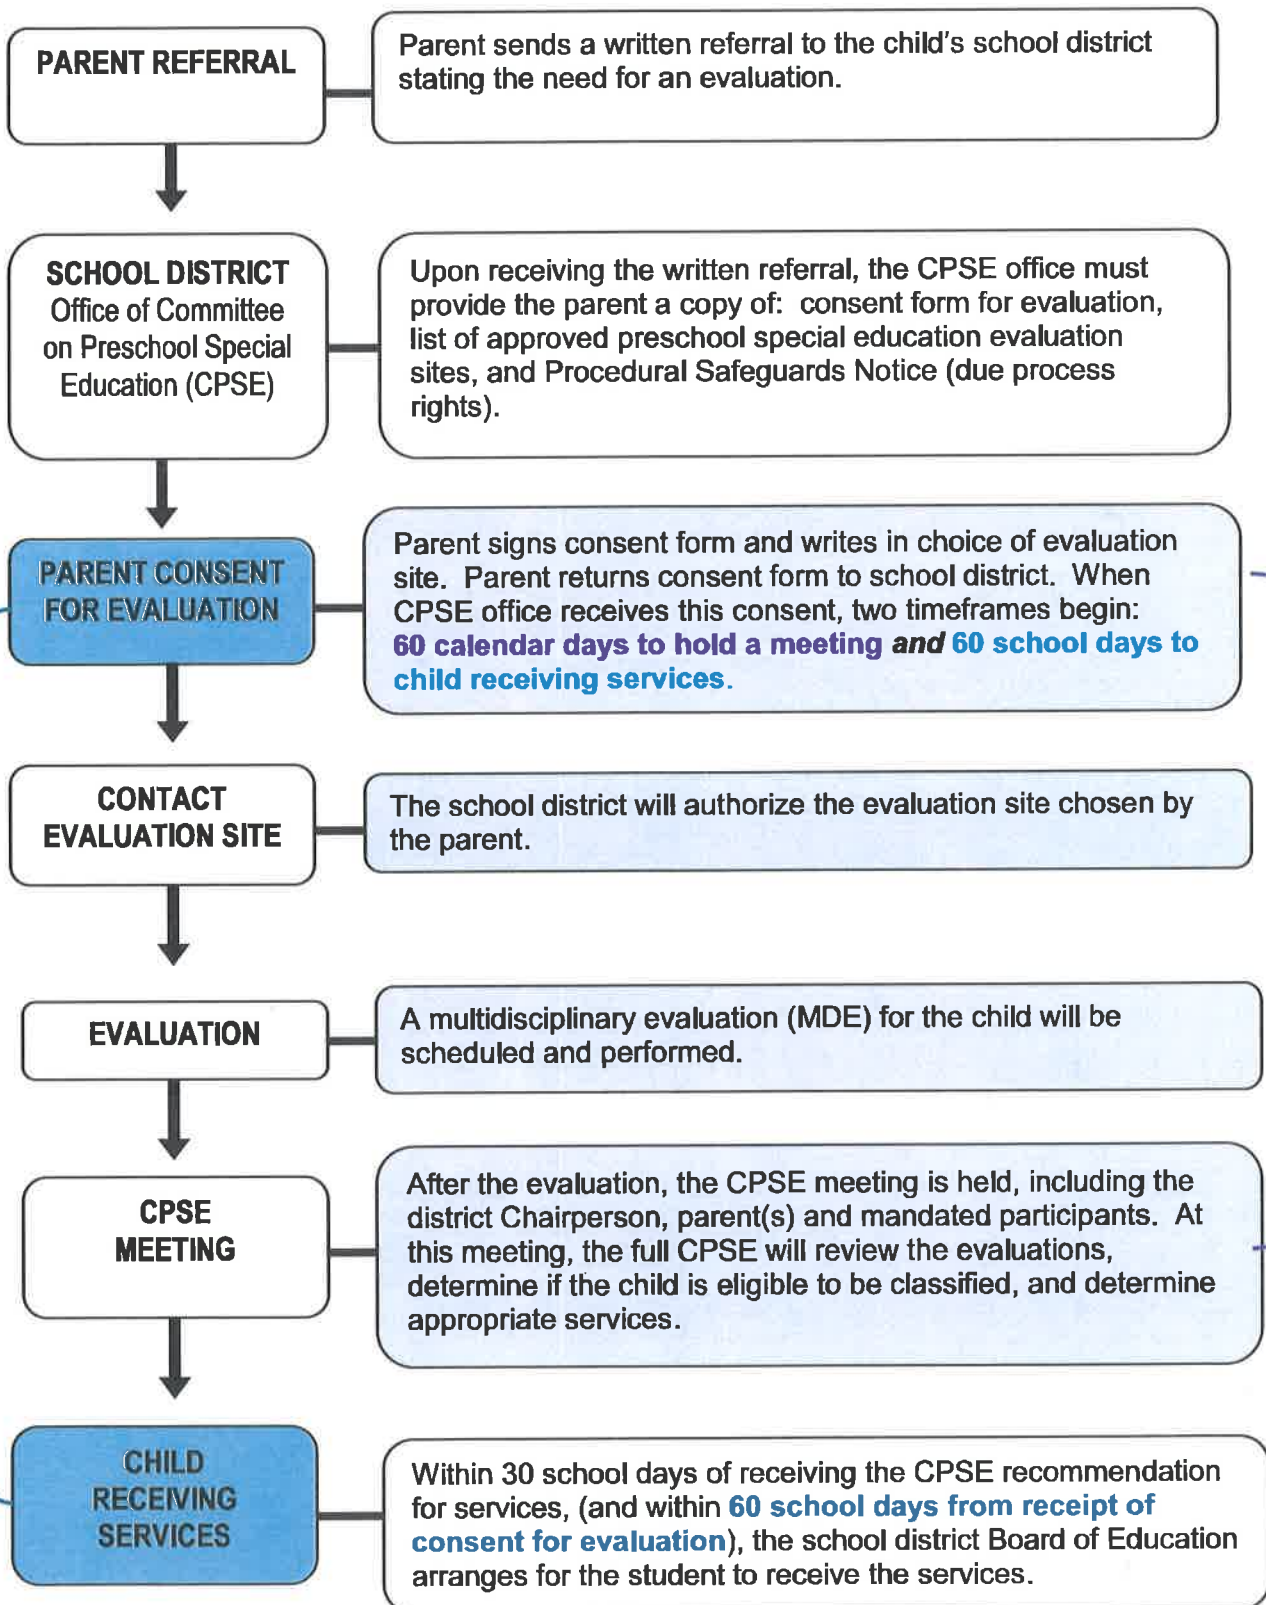 PARENT REFERRAL
Parent sends a written referral to the child's school district
stating the need for an evaluation.
SCHOOL DISTRICT
Office of Committee
on Preschool Special
Education (CPSE)
Upon receiving the written referral, the CPSE office must
provide the parent a copy of: consent form for evaluation,
list of approved preschool special education evaluation
sites, and Procedural Safeguards Notice (due process
rights).
PARENT CONSENT
FOR EVALUATION
Parent signs consent form and writes in choice of evaluation
site. Parent returns consent form to school district. When
CPSE office receives this consent, two timeframes begin:
60 calendar days to hold a meeting and 60 school days to
child receiving services.
CONTACT
EVALUATION SITE
The school district will authorize the evaluation site chosen by
the parent.
EVALUATION
A multidisciplinary evaluation (MDE) for the child will be
scheduled and performed.
CPSE
MEETING
After the evaluation, the CPSE meeting is held, including the
district Chairperson, parent(s) and mandated participants. At
this meeting, the full CPSE will review the evaluations,
determine if the child is eligible to be classified, and determine
appropriate services.
CHILD
RECEIVING
SERVICES
Within 30 school days of receiving the CPSE recommendation
for services, (and within 60 school days from receipt of
consent for evaluation), the school district Board of Education
arranges for the student to receive the services.